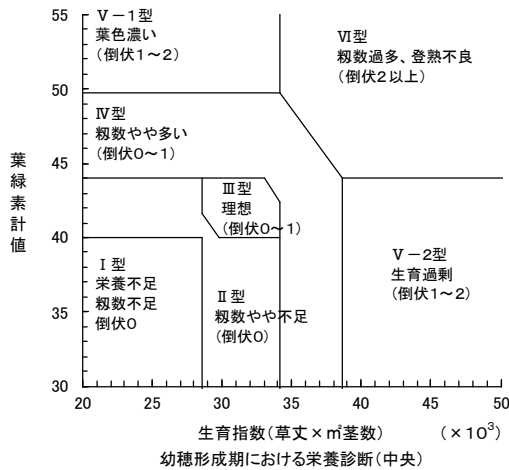 Ⅴ－1型
葉色濃い
(倒伏1～2)
Ⅵ型
籾数過多、登熟不良
(倒伏2以上)
Ⅳ型
籾数やや多い
(倒伏0～1)
Ⅲ型
理想
(倒伏0～1)
Ⅰ型
栄養不足
籾数不足
倒伏0
Ⅱ型
籾数やや不足
(倒伏0)
Ⅴ－2型
生育過剰
(倒伏1～2)
葉緑素計値
55
50
45
40
35
30
20 25 30 35 40 45 50
生育指数(草丈×㎡茎数) (×10³)
幼穂形成期における栄養診断(中央)